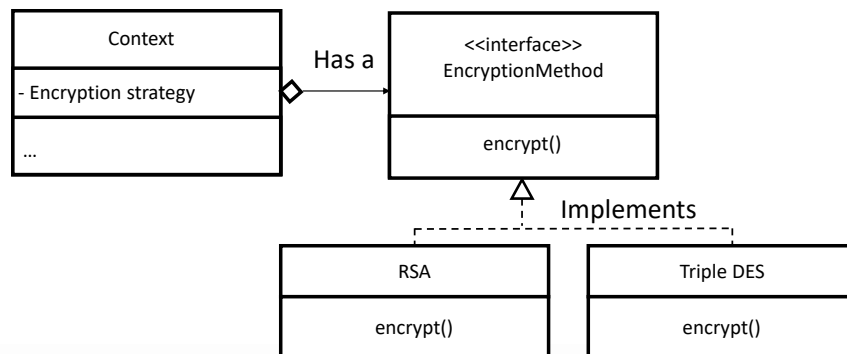 Context
- Encryption strategy
...
Has a
<<interface>>
EncryptionMethod
encrypt()
Implements
RSA
encrypt()
Triple DES
encrypt()